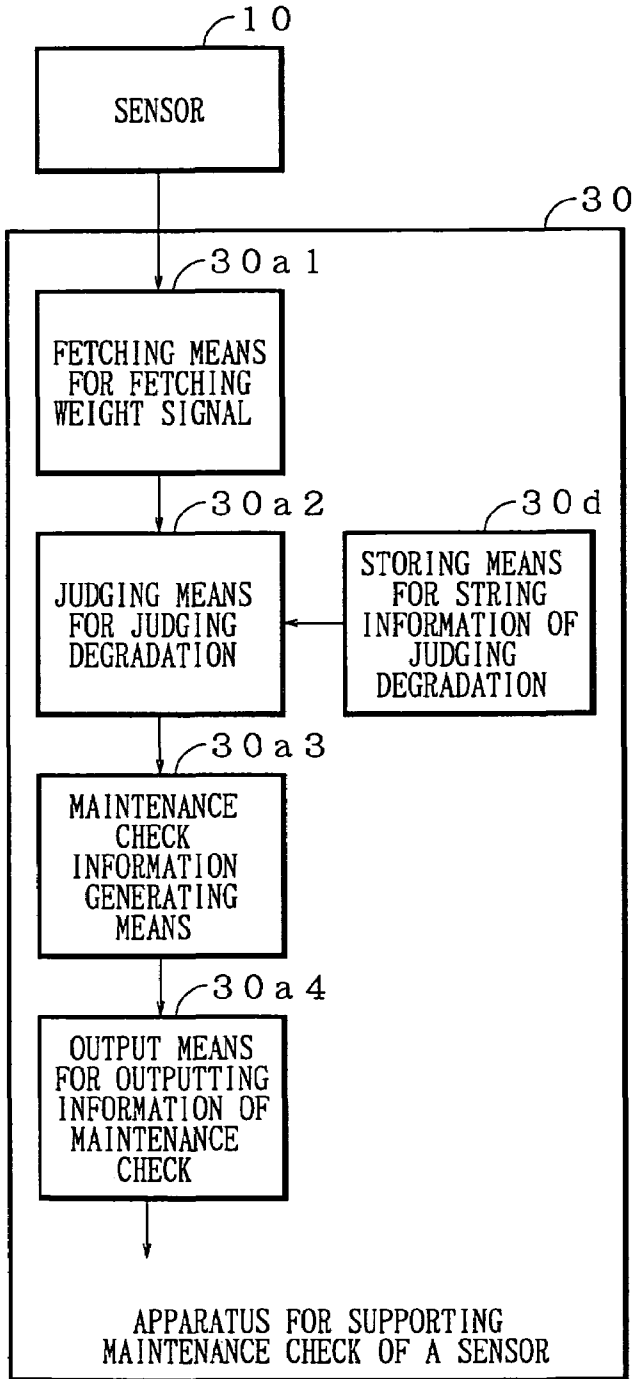 10
SENSOR
30
30a1
FETCHING MEANS
FOR FETCHING
WEIGHT SIGNAL
30a2
JUDGING MEANS
FOR JUDGING
DEGRADATION
30d
STORING MEANS
FOR STRING
INFORMATION OF
JUDGING
DEGRADATION
30a3
MAINTENANCE
CHECK
INFORMATION
GENERATING
MEANS
30a4
OUTPUT MEANS
FOR OUTPUTTING
INFORMATION OF
MAINTENANCE
CHECK
APPARATUS FOR SUPPORTING
MAINTENANCE CHECK OF A SENSOR